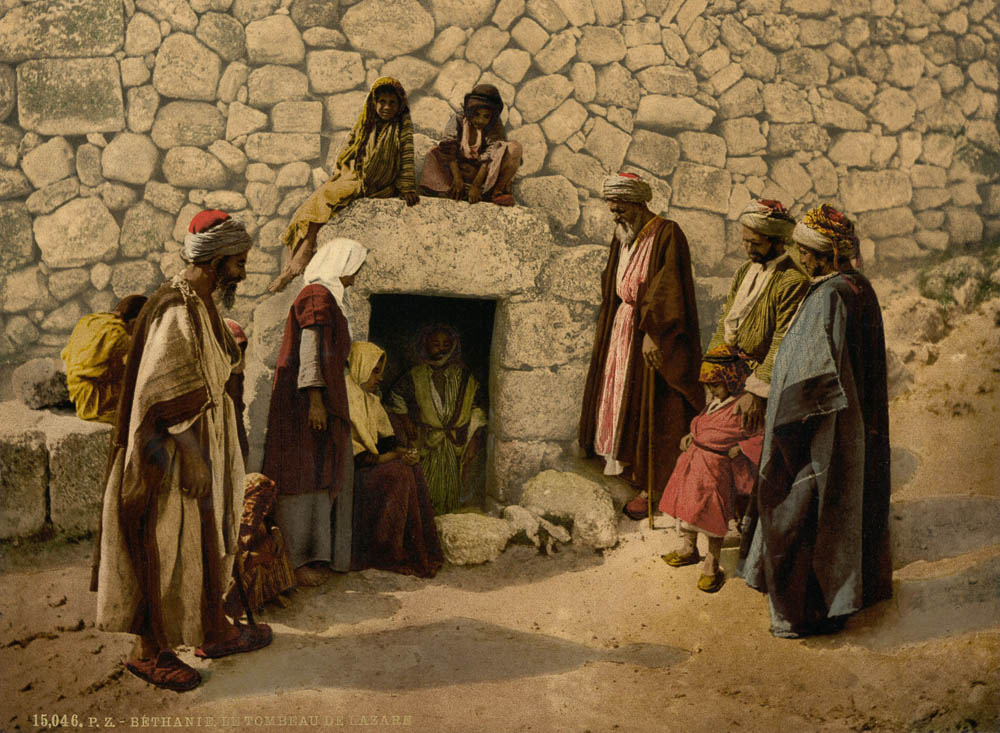 15,046. P. Z. - BÉTHANIE. LE TOMBEAU DE LAZARE